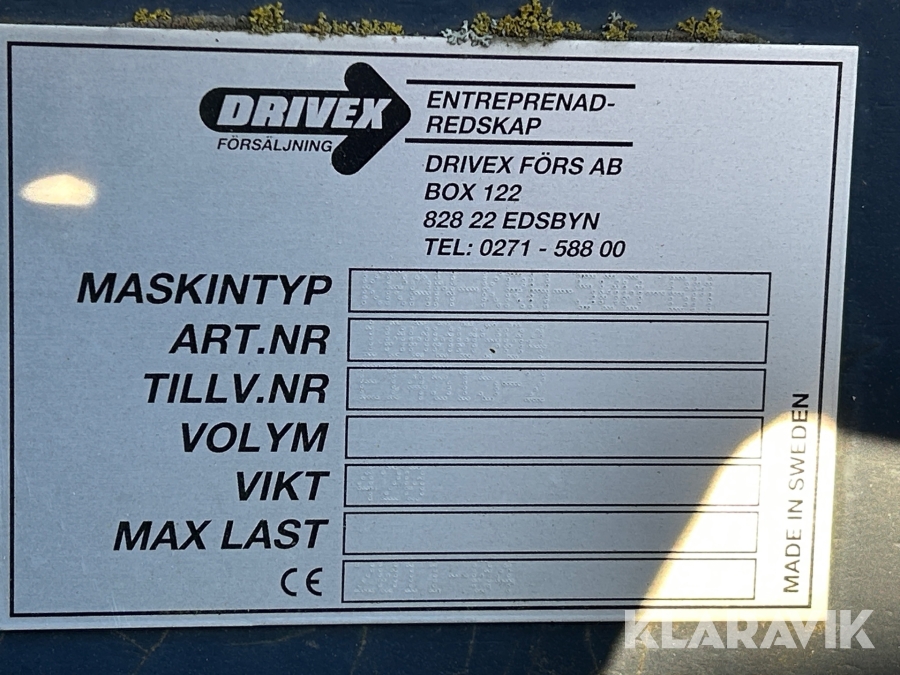 DRIVEX
FÖRSÄLJNING
ENTREPRENAD-
REDSKAP
DRIVEX FÖRS AB
BOX 122
828 22 EDSBYN
TEL: 0271 - 588 00
MASKINTYP
ART.NR
TILLV.NR
VOLYM
VIKT
MAX LAST
CE
MADE IN SWEDEN
KLARAVIK